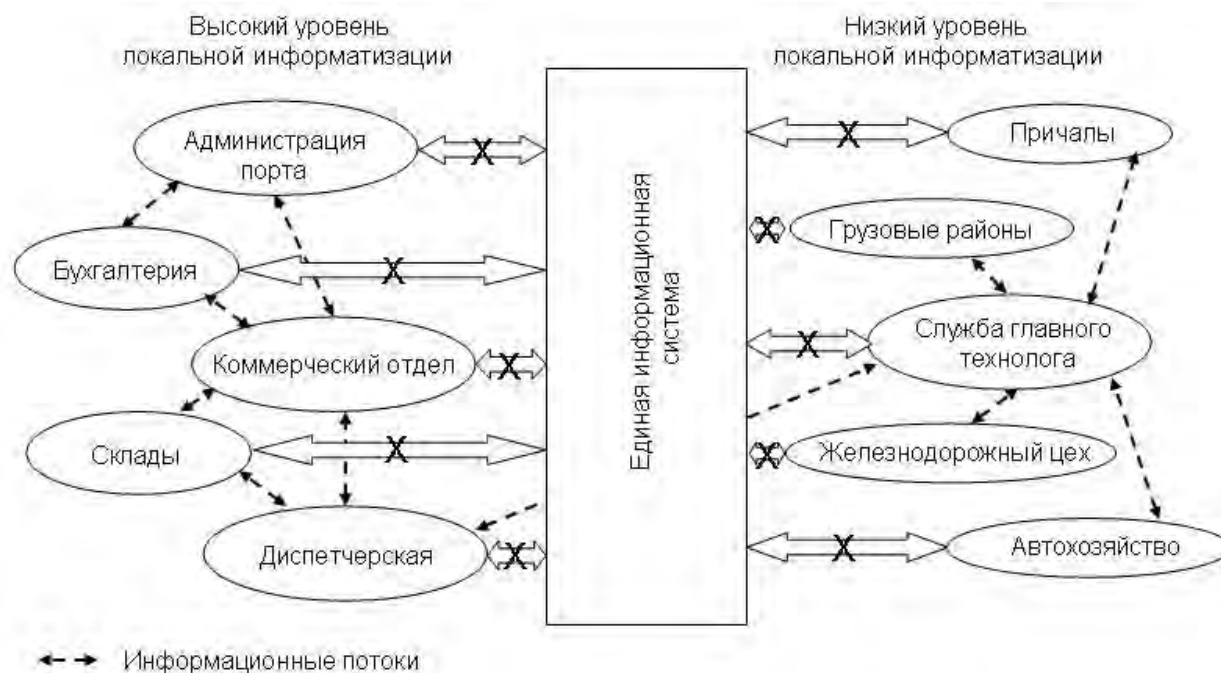 Высокий уровень
локальной информатизации
Низкий уровень
локальной информатизации
Администрация
порта
X
Бухгалтерия
X
Коммерческий отдел
X
Склады
X
Диспетчерская
X
Единая информационная
система
X
Причалы
X
Грузовые районы
X
Служба главного
технолога
X
Железнодорожный цех
X
Автохозяйство
Информационные потоки